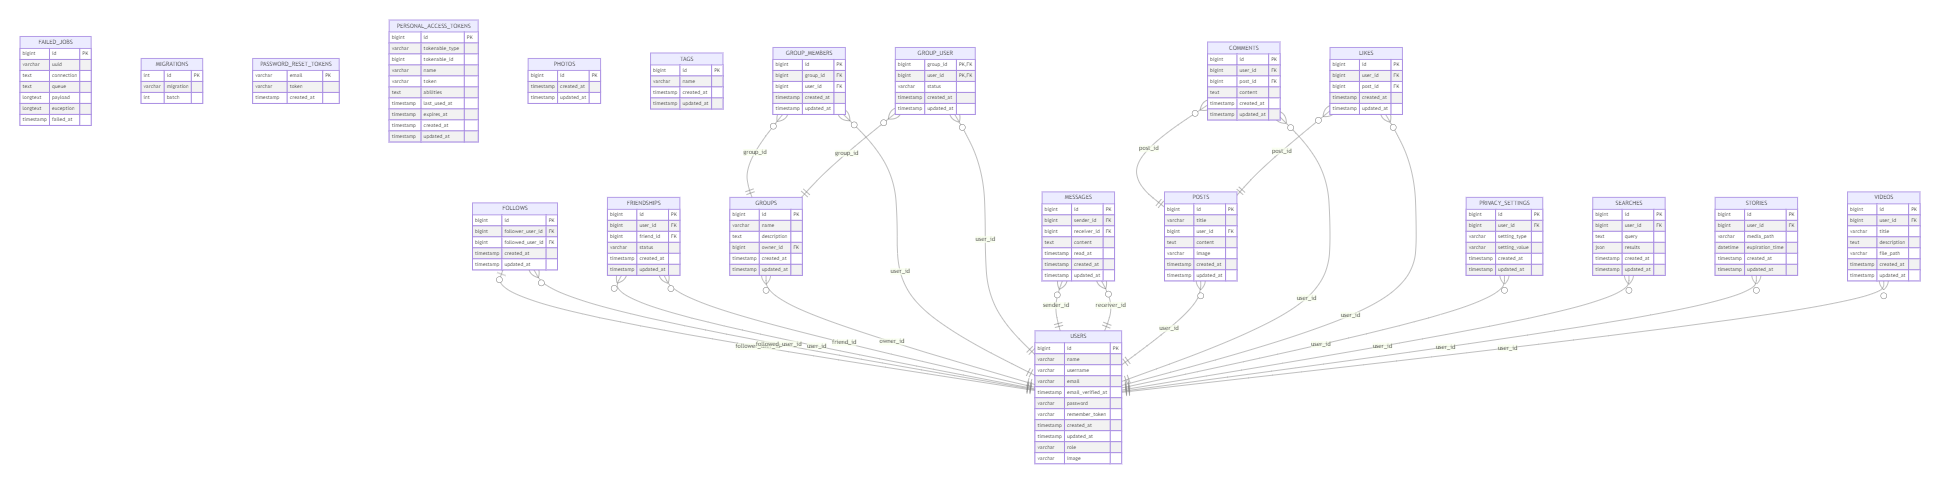 FAILED_JOBS
bigint id PK
varchar uuid
text connection
text queue
longtext payload
longtext exception
timestamp failed_at
MIGRATIONS
int id PK
varchar migration
int batch
PASSWORD_RESET_TOKENS
varchar email PK
varchar token
timestamp created_at
PERSONAL_ACCESS_TOKENS
bigint id PK
varchar tokenable_type
bigint tokenable_id
varchar name
varchar token
text abilities
timestamp last_used_at
timestamp expires_at
timestamp created_at
timestamp updated_at
PHOTOS
bigint id PK
timestamp created_at
timestamp updated_at
TAGS
bigint id PK
varchar name
timestamp created_at
timestamp updated_at
GROUP_MEMBERS
bigint id PK
bigint group_id FK
bigint user_id FK
timestamp created_at
timestamp updated_at
GROUP_USER
bigint group_id PK,FK
bigint user_id PK,FK
varchar status
timestamp created_at
timestamp updated_at
COMMENTS
bigint id PK
bigint user_id FK
bigint post_id FK
text content
timestamp created_at
timestamp updated_at
LIKES
bigint id PK
bigint user_id FK
bigint post_id FK
timestamp created_at
timestamp updated_at
group_id
group_id
post_id
post_id
FOLLOWS
bigint id PK
bigint follower_user_id FK
bigint followed_user_id FK
timestamp created_at
timestamp updated_at
FRIENDSHIPS
bigint id PK
bigint user_id FK
bigint friend_id FK
varchar status
timestamp created_at
timestamp updated_at
GROUPS
bigint id PK
varchar name
text description
bigint owner_id FK
timestamp created_at
timestamp updated_at
MESSAGES
bigint id PK
bigint sender_id FK
bigint receiver_id FK
text content
timestamp read_at
timestamp created_at
timestamp updated_at
POSTS
bigint id PK
varchar title
bigint user_id FK
text content
varchar image
timestamp created_at
timestamp updated_at
PRIVACY_SETTINGS
bigint id PK
bigint user_id FK
varchar setting_type
varchar setting_value
timestamp created_at
timestamp updated_at
SEARCHES
bigint id PK
bigint user_id FK
text query
json results
timestamp created_at
timestamp updated_at
STORIES
bigint id PK
bigint user_id FK
varchar media_path
datetime expiration_time
timestamp created_at
timestamp updated_at
VIDEOS
bigint id PK
bigint user_id FK
varchar title
text description
varchar file_path
timestamp created_at
timestamp updated_at
user_id
user_id
user_id
sender_id
receiver_id
user_id
user_id
followed_user_id
user_id
friend_id
owner_id
user_id
user_id
user_id
user_id
USERS
bigint id PK
varchar name
varchar username
varchar email
timestamp email_verified_at
varchar password
varchar remember_token
timestamp created_at
timestamp updated_at
varchar role
varchar image